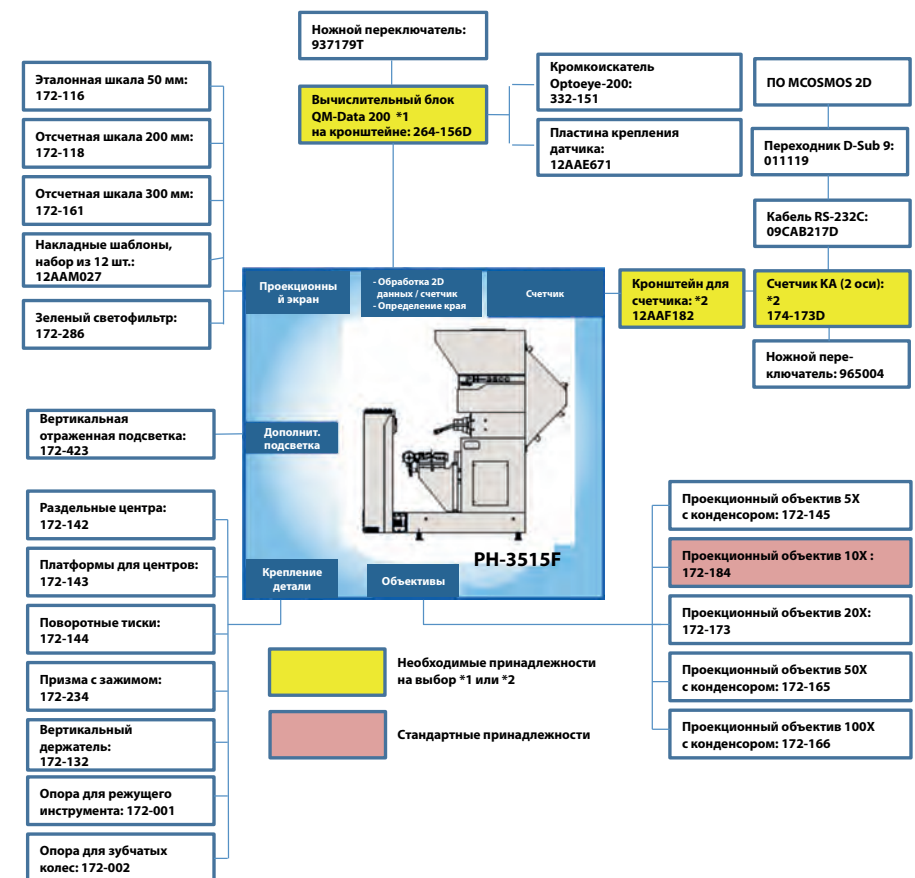 Ножной переключатель:
937179T
Эталонная шкала 50 мм:
172-116
Отсчетная шкала 200 мм:
172-118
Отсчетная шкала 300 мм:
172-161
Накладные шаблоны,
набор из 12 шт.:
12AAM027
Зеленый светофильтр:
172-286
Вычислительный блок
QM-Data 200 *1
на кронштейне: 264-156D
Кромкоискатель
Optoeye-200:
332-151
Пластина крепления
датчика:
12AAE671
ПО MCOSMOS 2D
Переходник D-Sub 9:
011119
Кабель RS-232C:
09CAB217D
Проекционны
й экран
- Обработка 2D
данных / счетчик
- Определение края
Счетчик
Кронштейн для
счетчика: *2
12AAF182
Счетчик КА (2 оси):
*2
174-173D
Ножной пере-
ключатель: 965004
Вертикальная
отраженная подсветка:
172-423
Дополнит.
подсветка
Раздельные центра:
172-142
Платформы для центров:
172-143
Поворотные тиски:
172-144
Призма с зажимом:
172-234
Вертикальный
держатель:
172-132
Опора для режущего
инструмента: 172-001
Опора для зубчатых
колес: 172-002
PH-3515F
Крепление
детали
Объективы
Проекционный объектив 5X
с конденсором: 172-145
Проекционный объектив 10X :
172-184
Проекционный объектив 20X:
172-173
Проекционный объектив 50X
с конденсором: 172-165
Проекционный объектив 100X
с конденсором: 172-166
Необходимые принадлежности
на выбор *1 или *2
Стандартные принадлежности